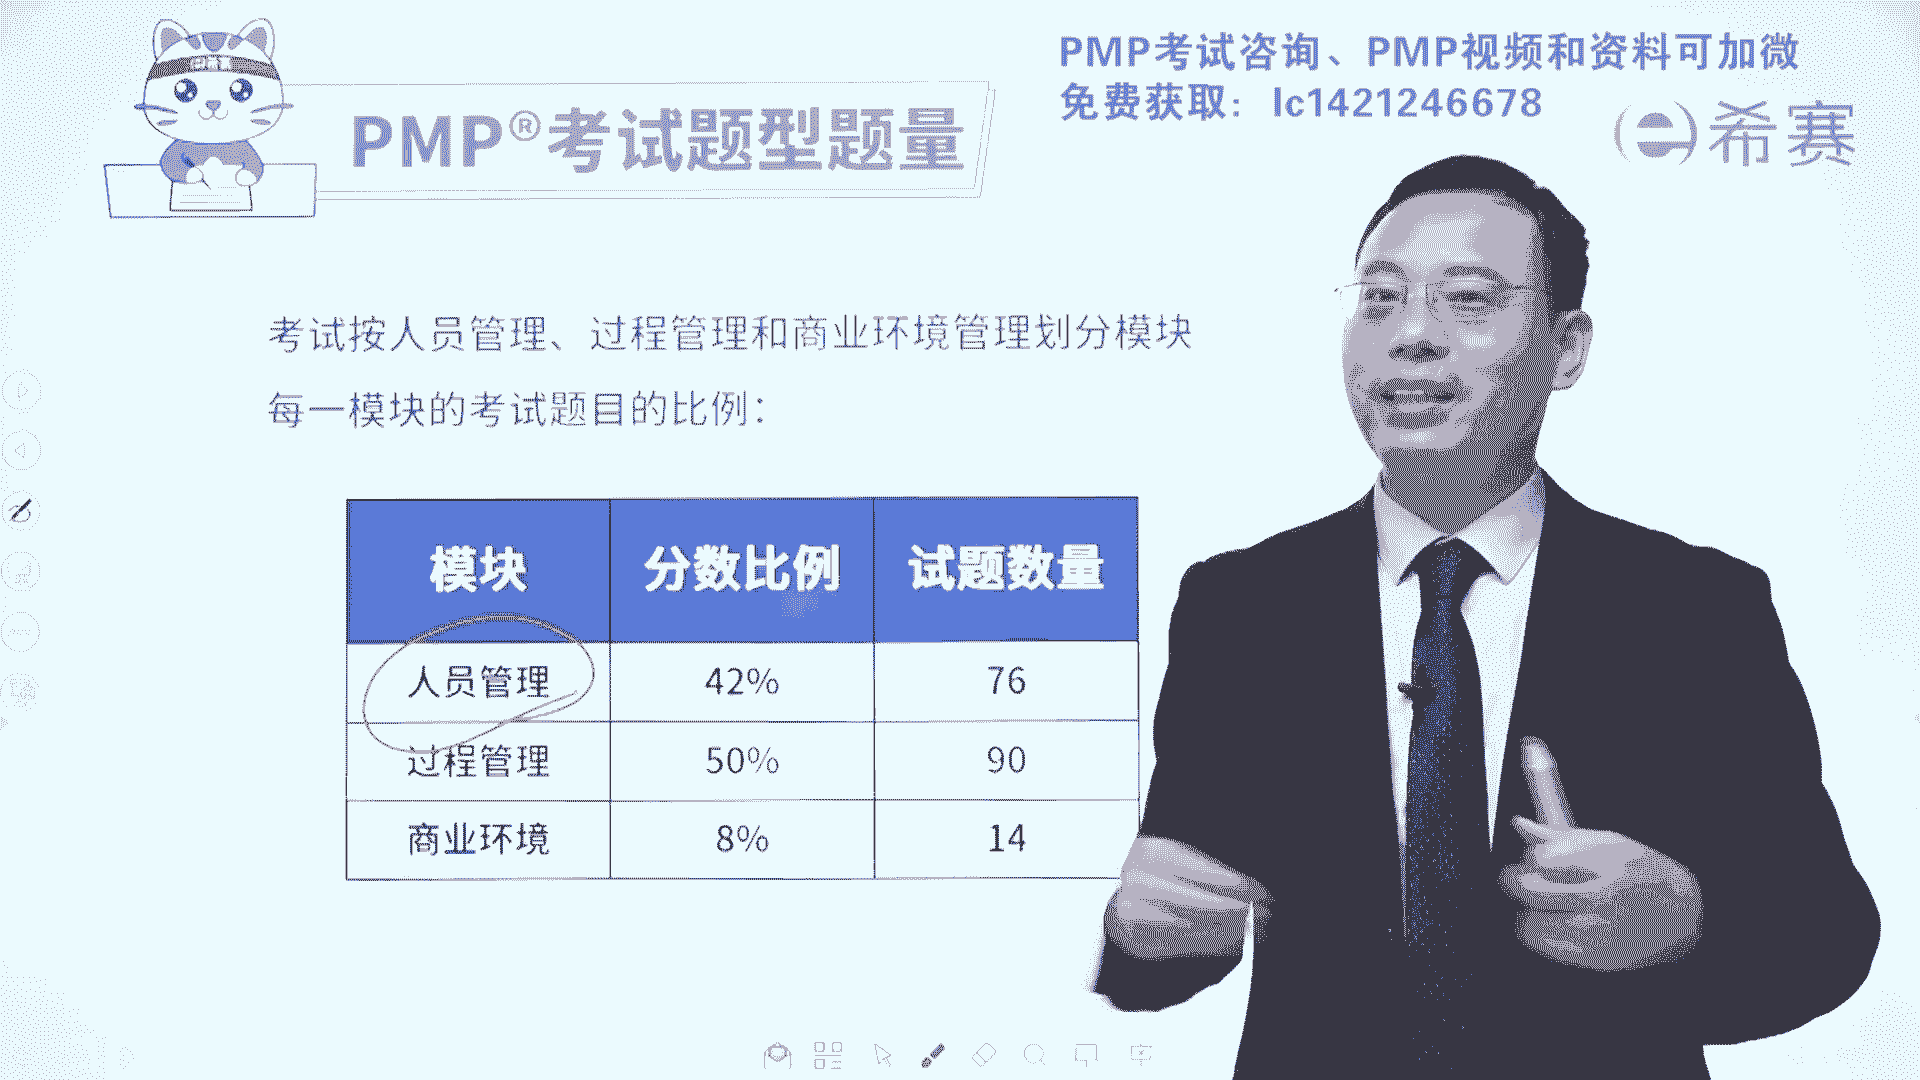 PMP考试咨询、PMP视频和资料可加微
免费获取：lc1421246678
希赛
PMP®考试题型题量
考试按人员管理、过程管理和商业环境管理划分模块
每一模块的考试题目的比例：
模块 分数比例 试题数量
人员管理 42% 76
过程管理 50% 90
商业环境 8% 14